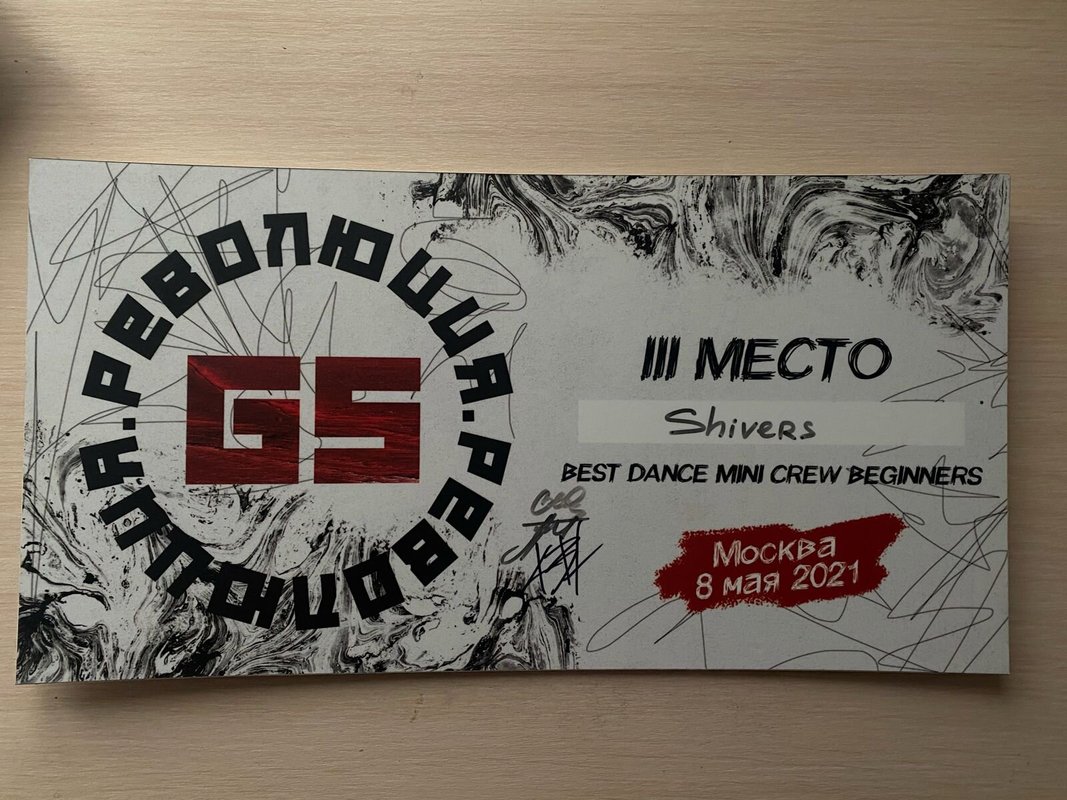 РЕВОЛЮЦИЯ.РЕВОЛЮЦИЯ.
GS
III МЕСТО
Shivers
BEST DANCE MINI CREW BEGINNERS
Москва
8 мая 2021